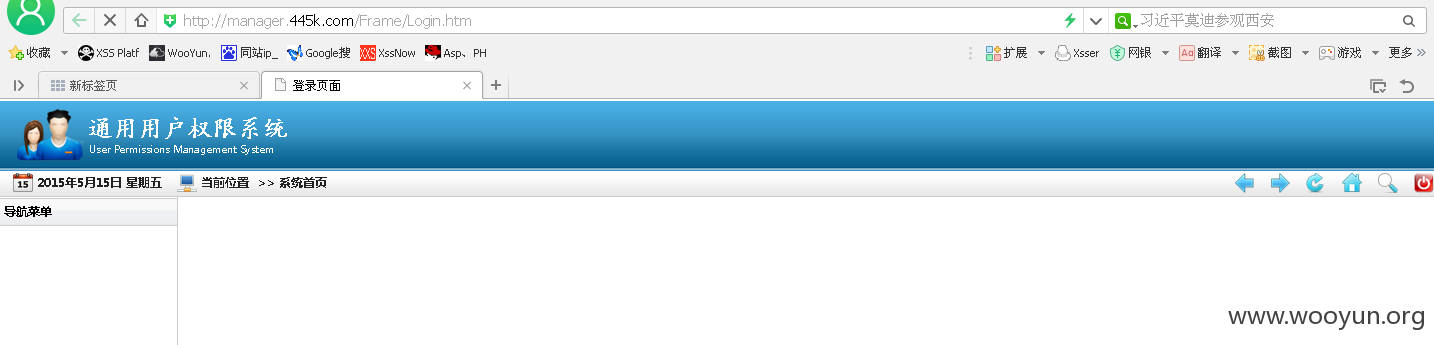 http://manager.445k.com/Frame/Login.htm 习近平莫迪参观西安
收藏 XSS Platf WooYun. 同站ip_ Google搜 XssNow Asp、PH 扩展 Xsser 网银 Aa 翻译 截图 游戏 更多 »
新标签页 登录页面
通用用户权限系统
User Permissions Management System
15 2015年5月15日 星期五 当前位置 >> 系统首页
导航菜单
www.wooyun.org